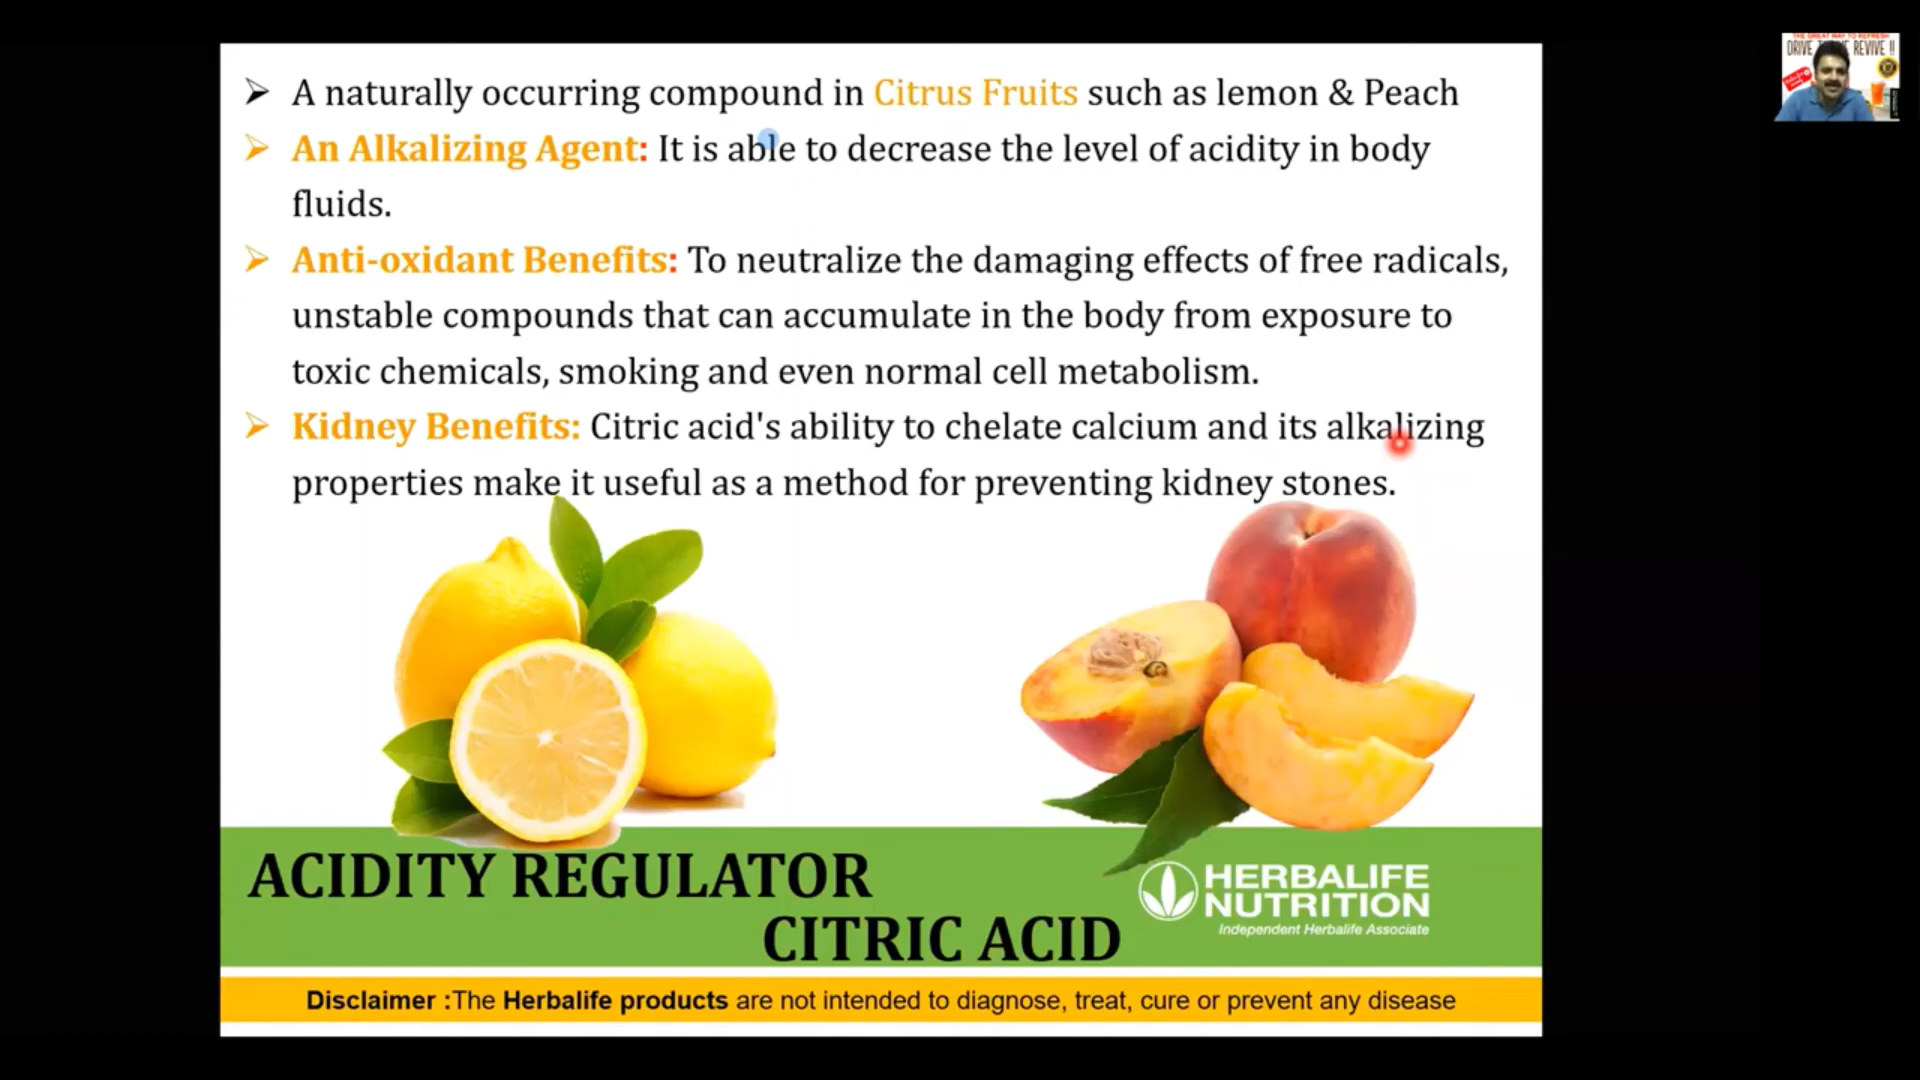 ➢ A naturally occurring compound in Citrus Fruits such as lemon & Peach
➢ An Alkalizing Agent: It is able to decrease the level of acidity in body
fluids.
➢ Anti-oxidant Benefits: To neutralize the damaging effects of free radicals,
unstable compounds that can accumulate in the body from exposure to
toxic chemicals, smoking and even normal cell metabolism.
➢ Kidney Benefits: Citric acid's ability to chelate calcium and its alkalizing
properties make it useful as a method for preventing kidney stones.
ACIDITY REGULATOR
CITRIC ACID
HERBALIFE
NUTRITION
Independent Herbalife Associate
Disclaimer :The Herbalife products are not intended to diagnose, treat, cure or prevent any disease
THE GREAT WAY TO REFRESH
DRIVE REVIVE !!